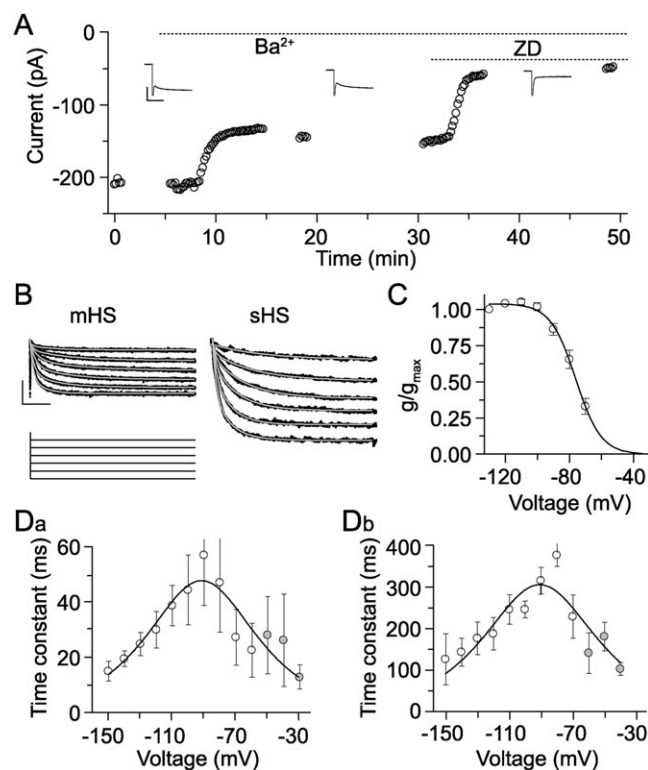 A
0
-50
-100
-150
-200
Current (pA)
Ba²⁺
ZD
0 10 20 30 40 50
Time (min)
B
mHS
sHS
C
1.00
0.75
0.50
0.25
0.00
g/gmax
-120 -80 -40
Voltage (mV)
Da
60
40
20
0
Time constant (ms)
-150 -110 -70 -30
Voltage (mV)
Db
400
300
200
100
0
Time constant (ms)
-150 -110 -70 -30
Voltage (mV)